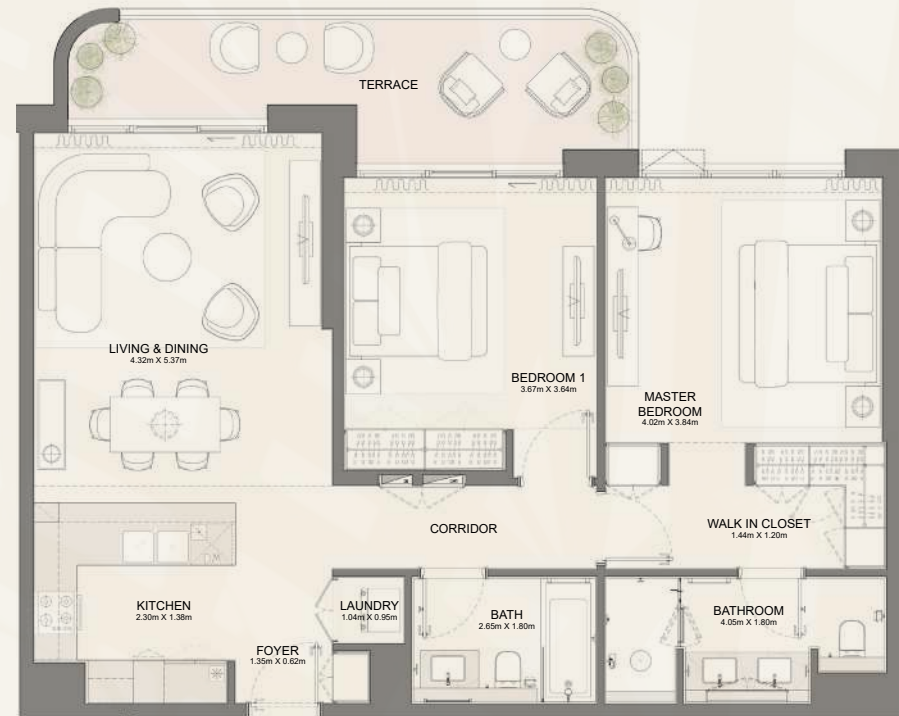 TERRACE
LIVING & DINING
4.32m X 5.37m
BEDROOM 1
3.67m X 3.64m
MASTER
BEDROOM
4.02m X 3.84m
CORRIDOR
WALK IN CLOSET
1.44m X 1.20m
KITCHEN
2.30m X 1.38m
LAUNDRY
1.04m X 0.95m
BATH
2.65m X 1.80m
BATHROOM
4.05m X 1.80m
FOYER
1.35m X 0.62m